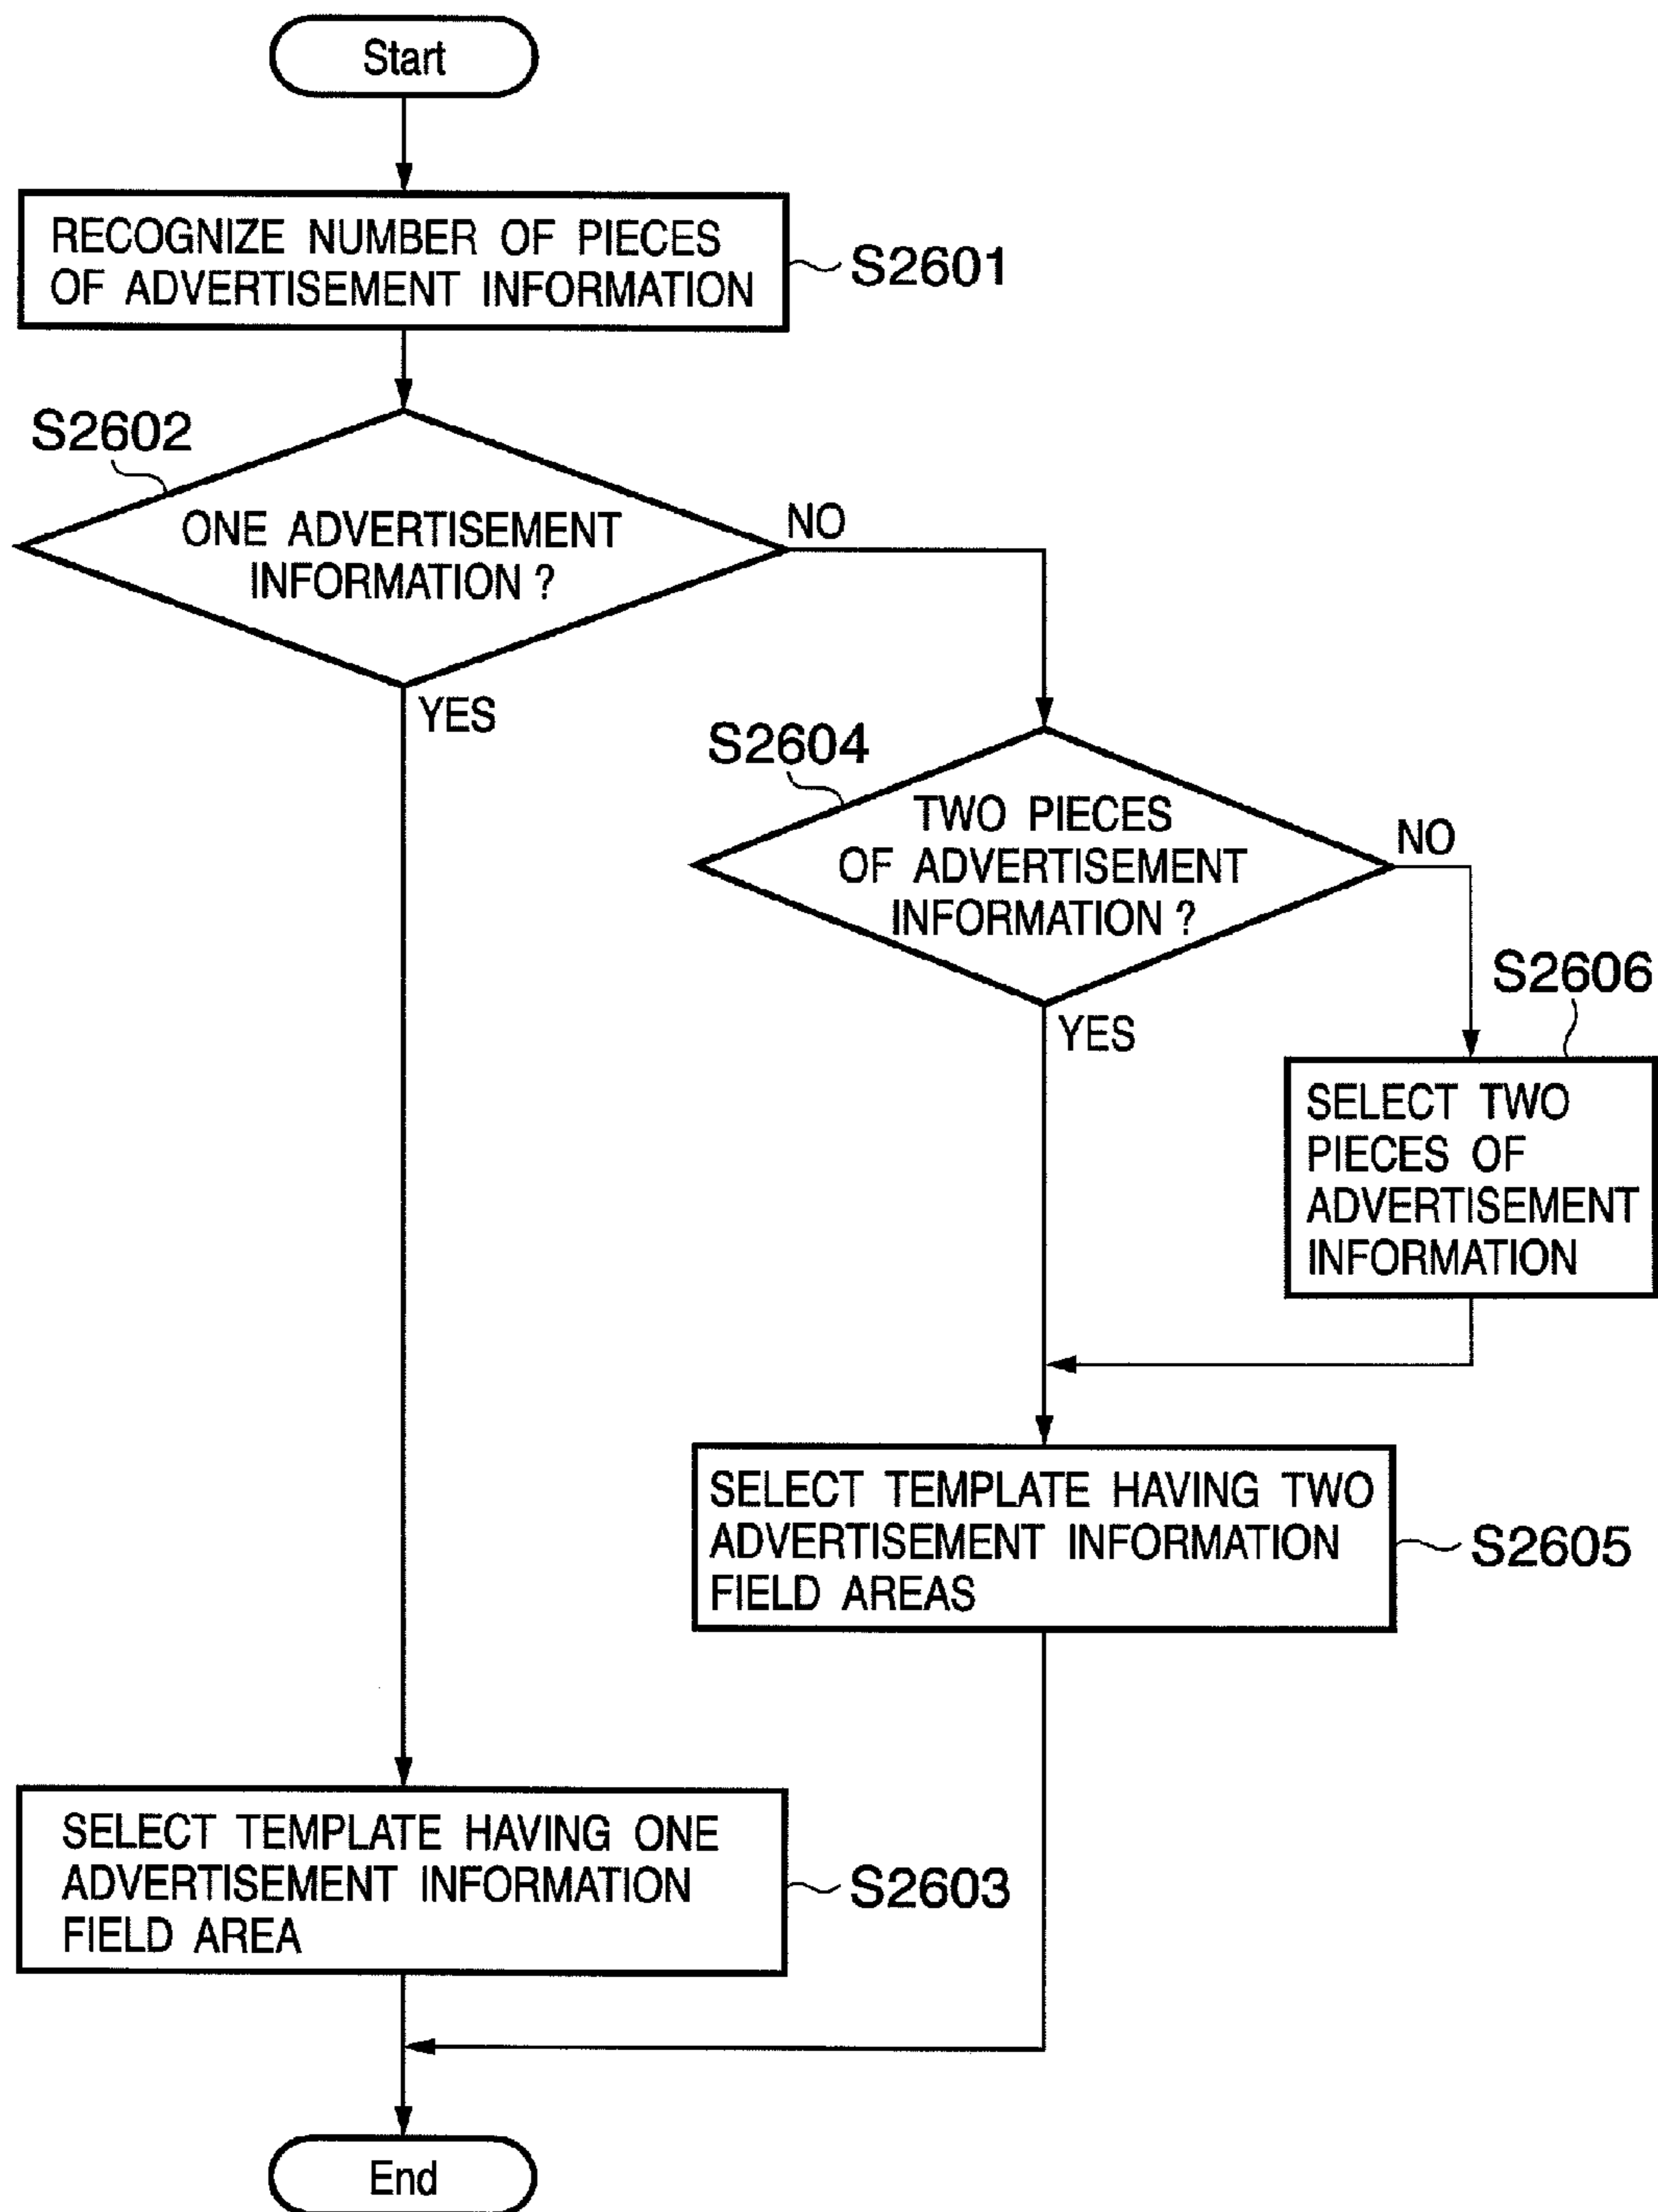 Start
RECOGNIZE NUMBER OF PIECES
OF ADVERTISEMENT INFORMATION
S2601
S2602
ONE ADVERTISEMENT
INFORMATION ?
NO
YES
S2604
TWO PIECES
OF ADVERTISEMENT
INFORMATION ?
NO
YES
S2606
SELECT TWO
PIECES OF
ADVERTISEMENT
INFORMATION
SELECT TEMPLATE HAVING TWO
ADVERTISEMENT INFORMATION
FIELD AREAS
S2605
SELECT TEMPLATE HAVING ONE
ADVERTISEMENT INFORMATION
FIELD AREA
S2603
End